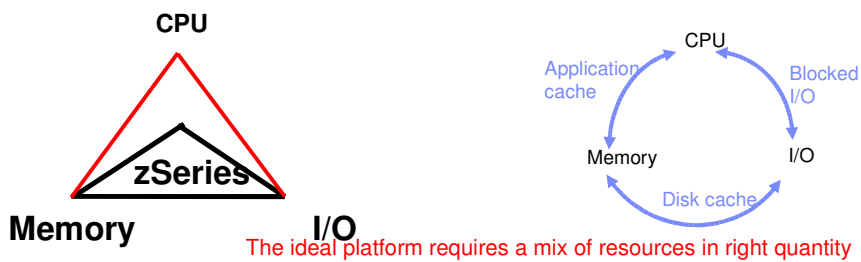 CPU
zSeries
Memory
I/O
CPU
Application
cache
Blocked
I/O
Memory
I/O
Disk cache
The ideal platform requires a mix of resources in right quantity